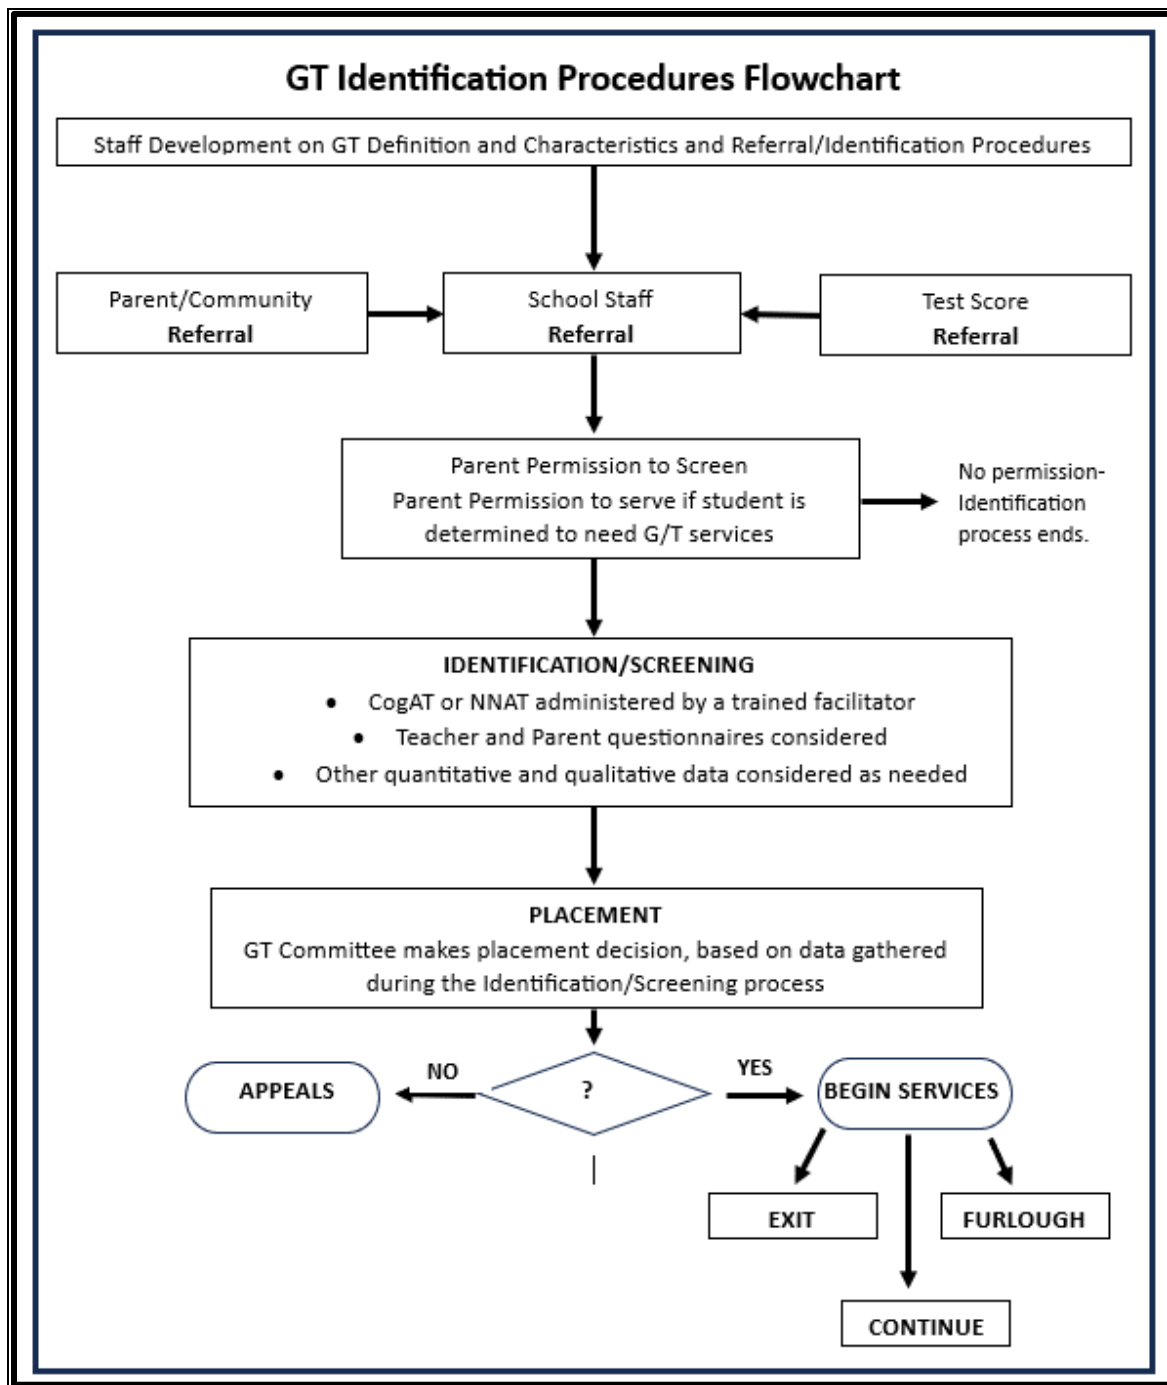 GT Identification Procedures Flowchart
Staff Development on GT Definition and Characteristics and Referral/Identification Procedures
Parent/Community
Referral
School Staff
Referral
Test Score
Referral
Parent Permission to Screen
Parent Permission to serve if student is
determined to need G/T services
No permission-
Identification
process ends.
IDENTIFICATION/SCREENING
• CogAT or NNAT administered by a trained facilitator
• Teacher and Parent questionnaires considered
• Other quantitative and qualitative data considered as needed
PLACEMENT
GT Committee makes placement decision, based on data gathered
during the Identification/Screening process
APPEALS
NO
?
YES
BEGIN SERVICES
EXIT
FURLOUGH
CONTINUE